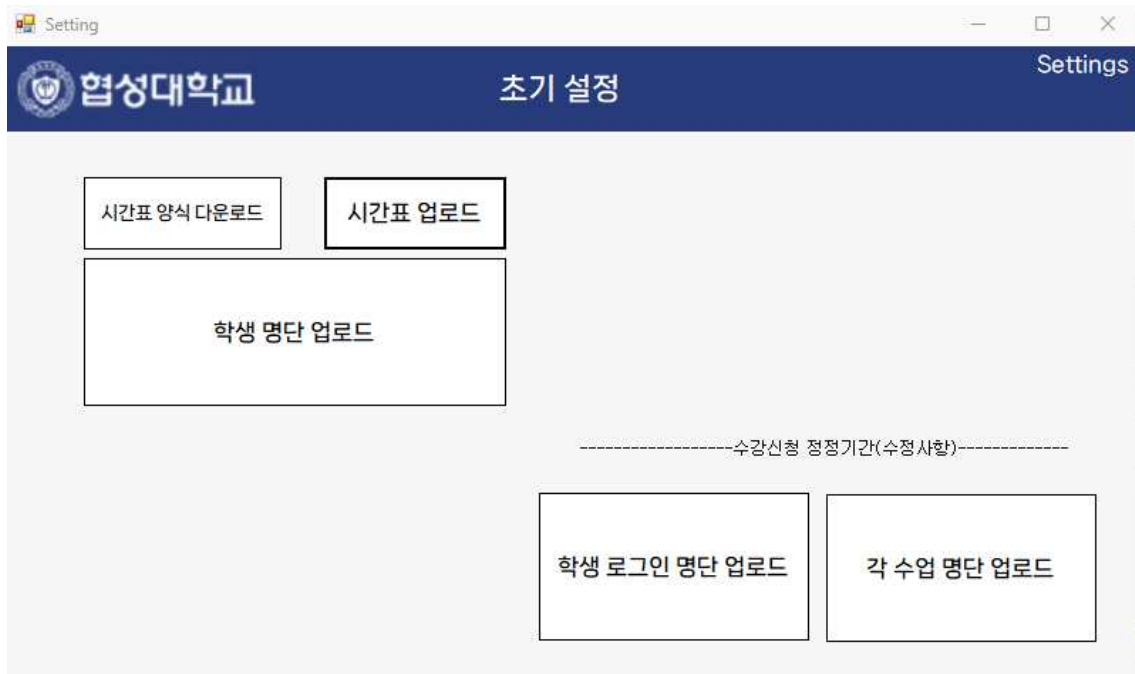 Setting
협성대학교
초기 설정
Settings
시간표 양식 다운로드
시간표 업로드
학생 명단 업로드
------------------수강신청 정정기간(수정사항)-------------
학생 로그인 명단 업로드
각 수업 명단 업로드